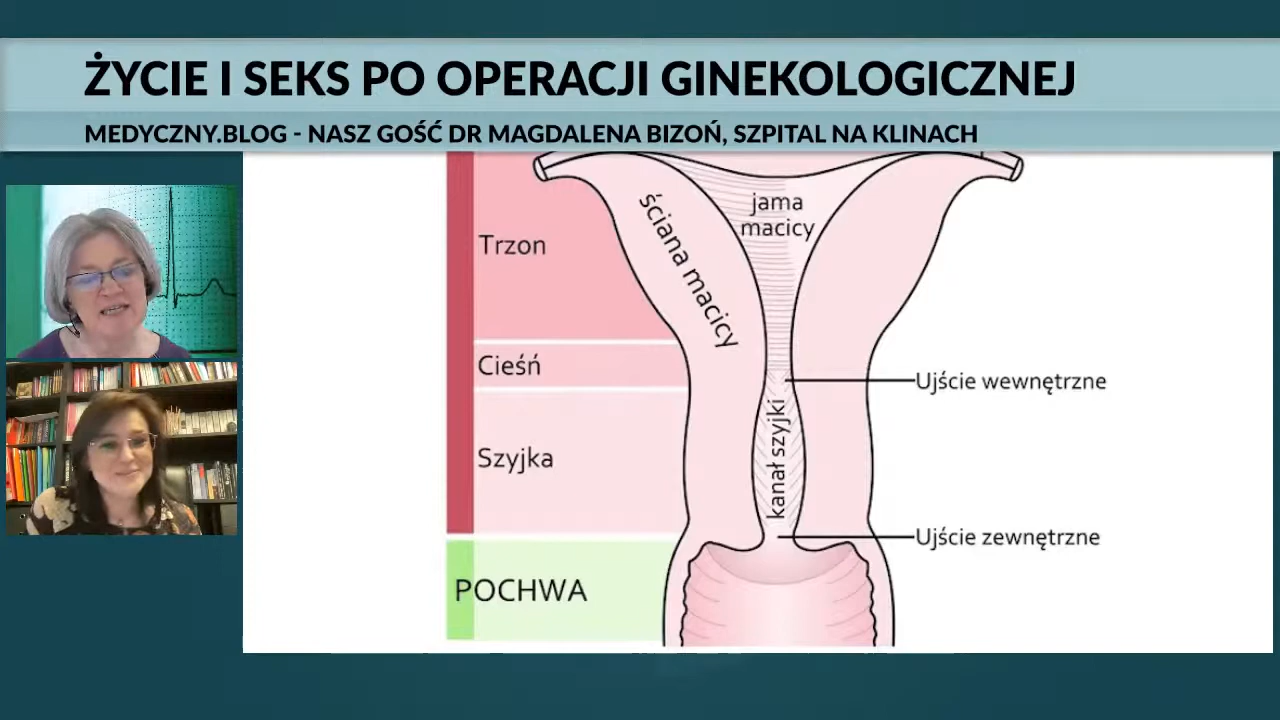 ŻYCIE I SEKS PO OPERACJI GINEKOLOGICZNEJ
MEDYCZNY.BLOG - NASZ GOŚĆ DR MAGDALENA BIZOŃ, SZPITAL NA KLINACH
jama
macicy
ściana macicy
Trzon
Cieśń
Ujście wewnętrzne
kanał szyjki
Szyjka
Ujście zewnętrzne
POCHWA